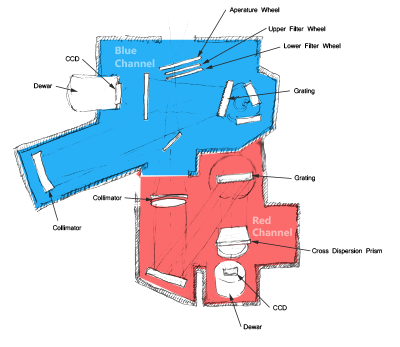 Aperature Wheel
Upper Filter Wheel
Lower Filter Wheel
Blue
Channel
CCD
Dewar
Grating
Collimator
Collimator
Grating
Red
Channel
Cross Dispersion Prism
CCD
Dewar